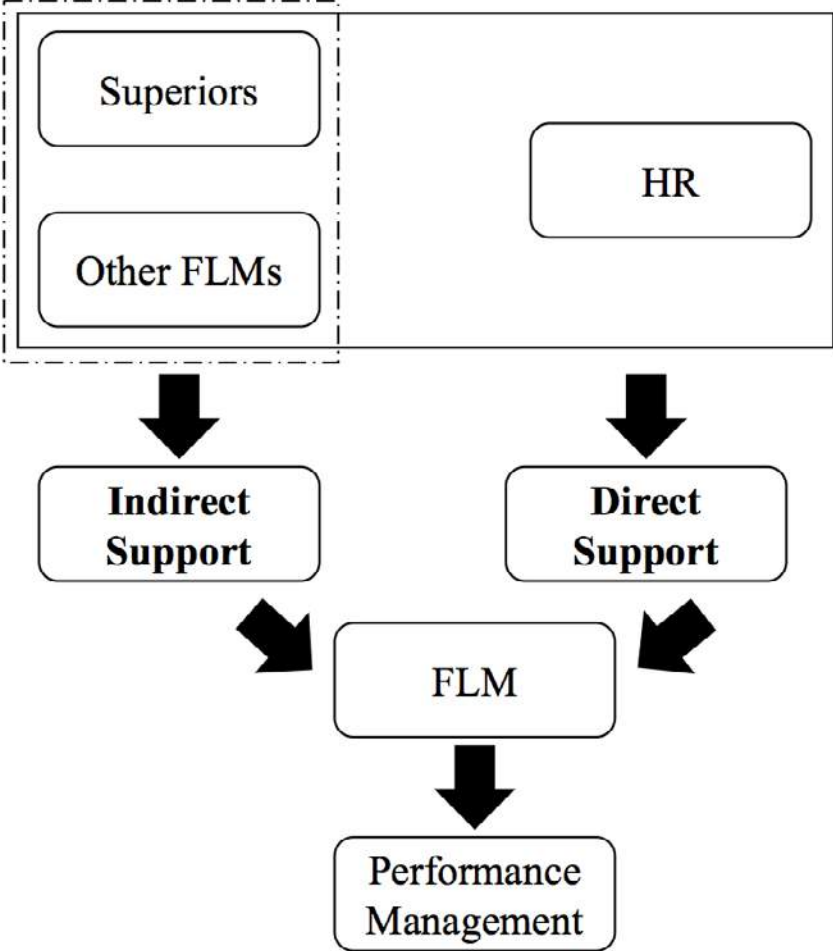 Superiors
HR
Other FLMs
Indirect
Support
Direct
Support
FLM
Performance
Management